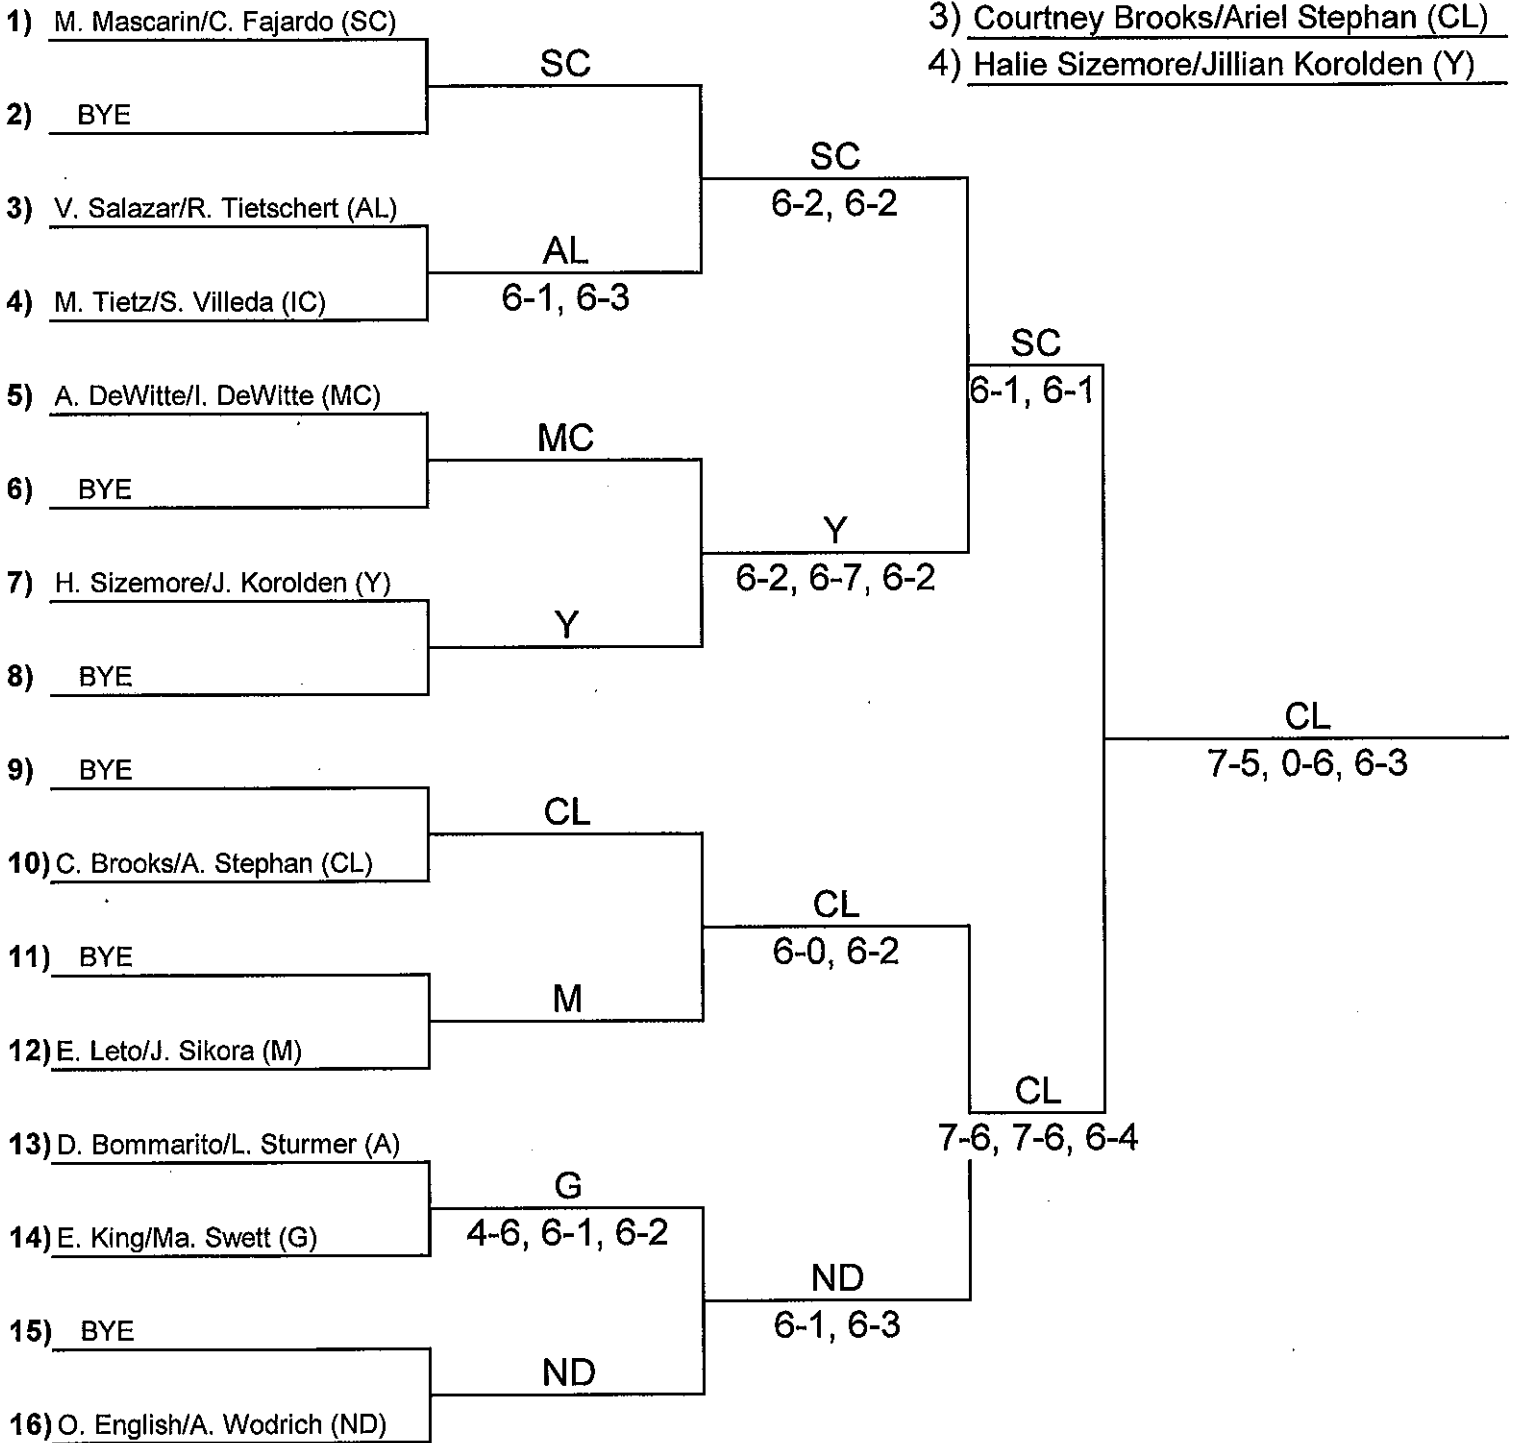 3) Courtney Brooks/Ariel Stephan (CL)
4) Halie Sizemore/Jillian Korolden (Y)
1) M. Mascarin/C. Fajardo (SC)
SC
2) BYE
SC
6-2, 6-2
3) V. Salazar/R. Tietschert (AL)
AL
6-1, 6-3
4) M. Tietz/S. Villeda (IC)
SC
6-1, 6-1
5) A. DeWitte/I. DeWitte (MC)
MC
6) BYE
Y
6-2, 6-7, 6-2
7) H. Sizemore/J. Korolden (Y)
Y
8) BYE
CL
7-5, 0-6, 6-3
9) BYE
CL
10) C. Brooks/A. Stephan (CL)
CL
6-0, 6-2
11) BYE
M
12) E. Leto/J. Sikora (M)
CL
7-6, 7-6, 6-4
13) D. Bommarito/L. Sturmer (A)
G
4-6, 6-1, 6-2
14) E. King/Ma. Swett (G)
ND
6-1, 6-3
15) BYE
ND
16) O. English/A. Wodrich (ND)